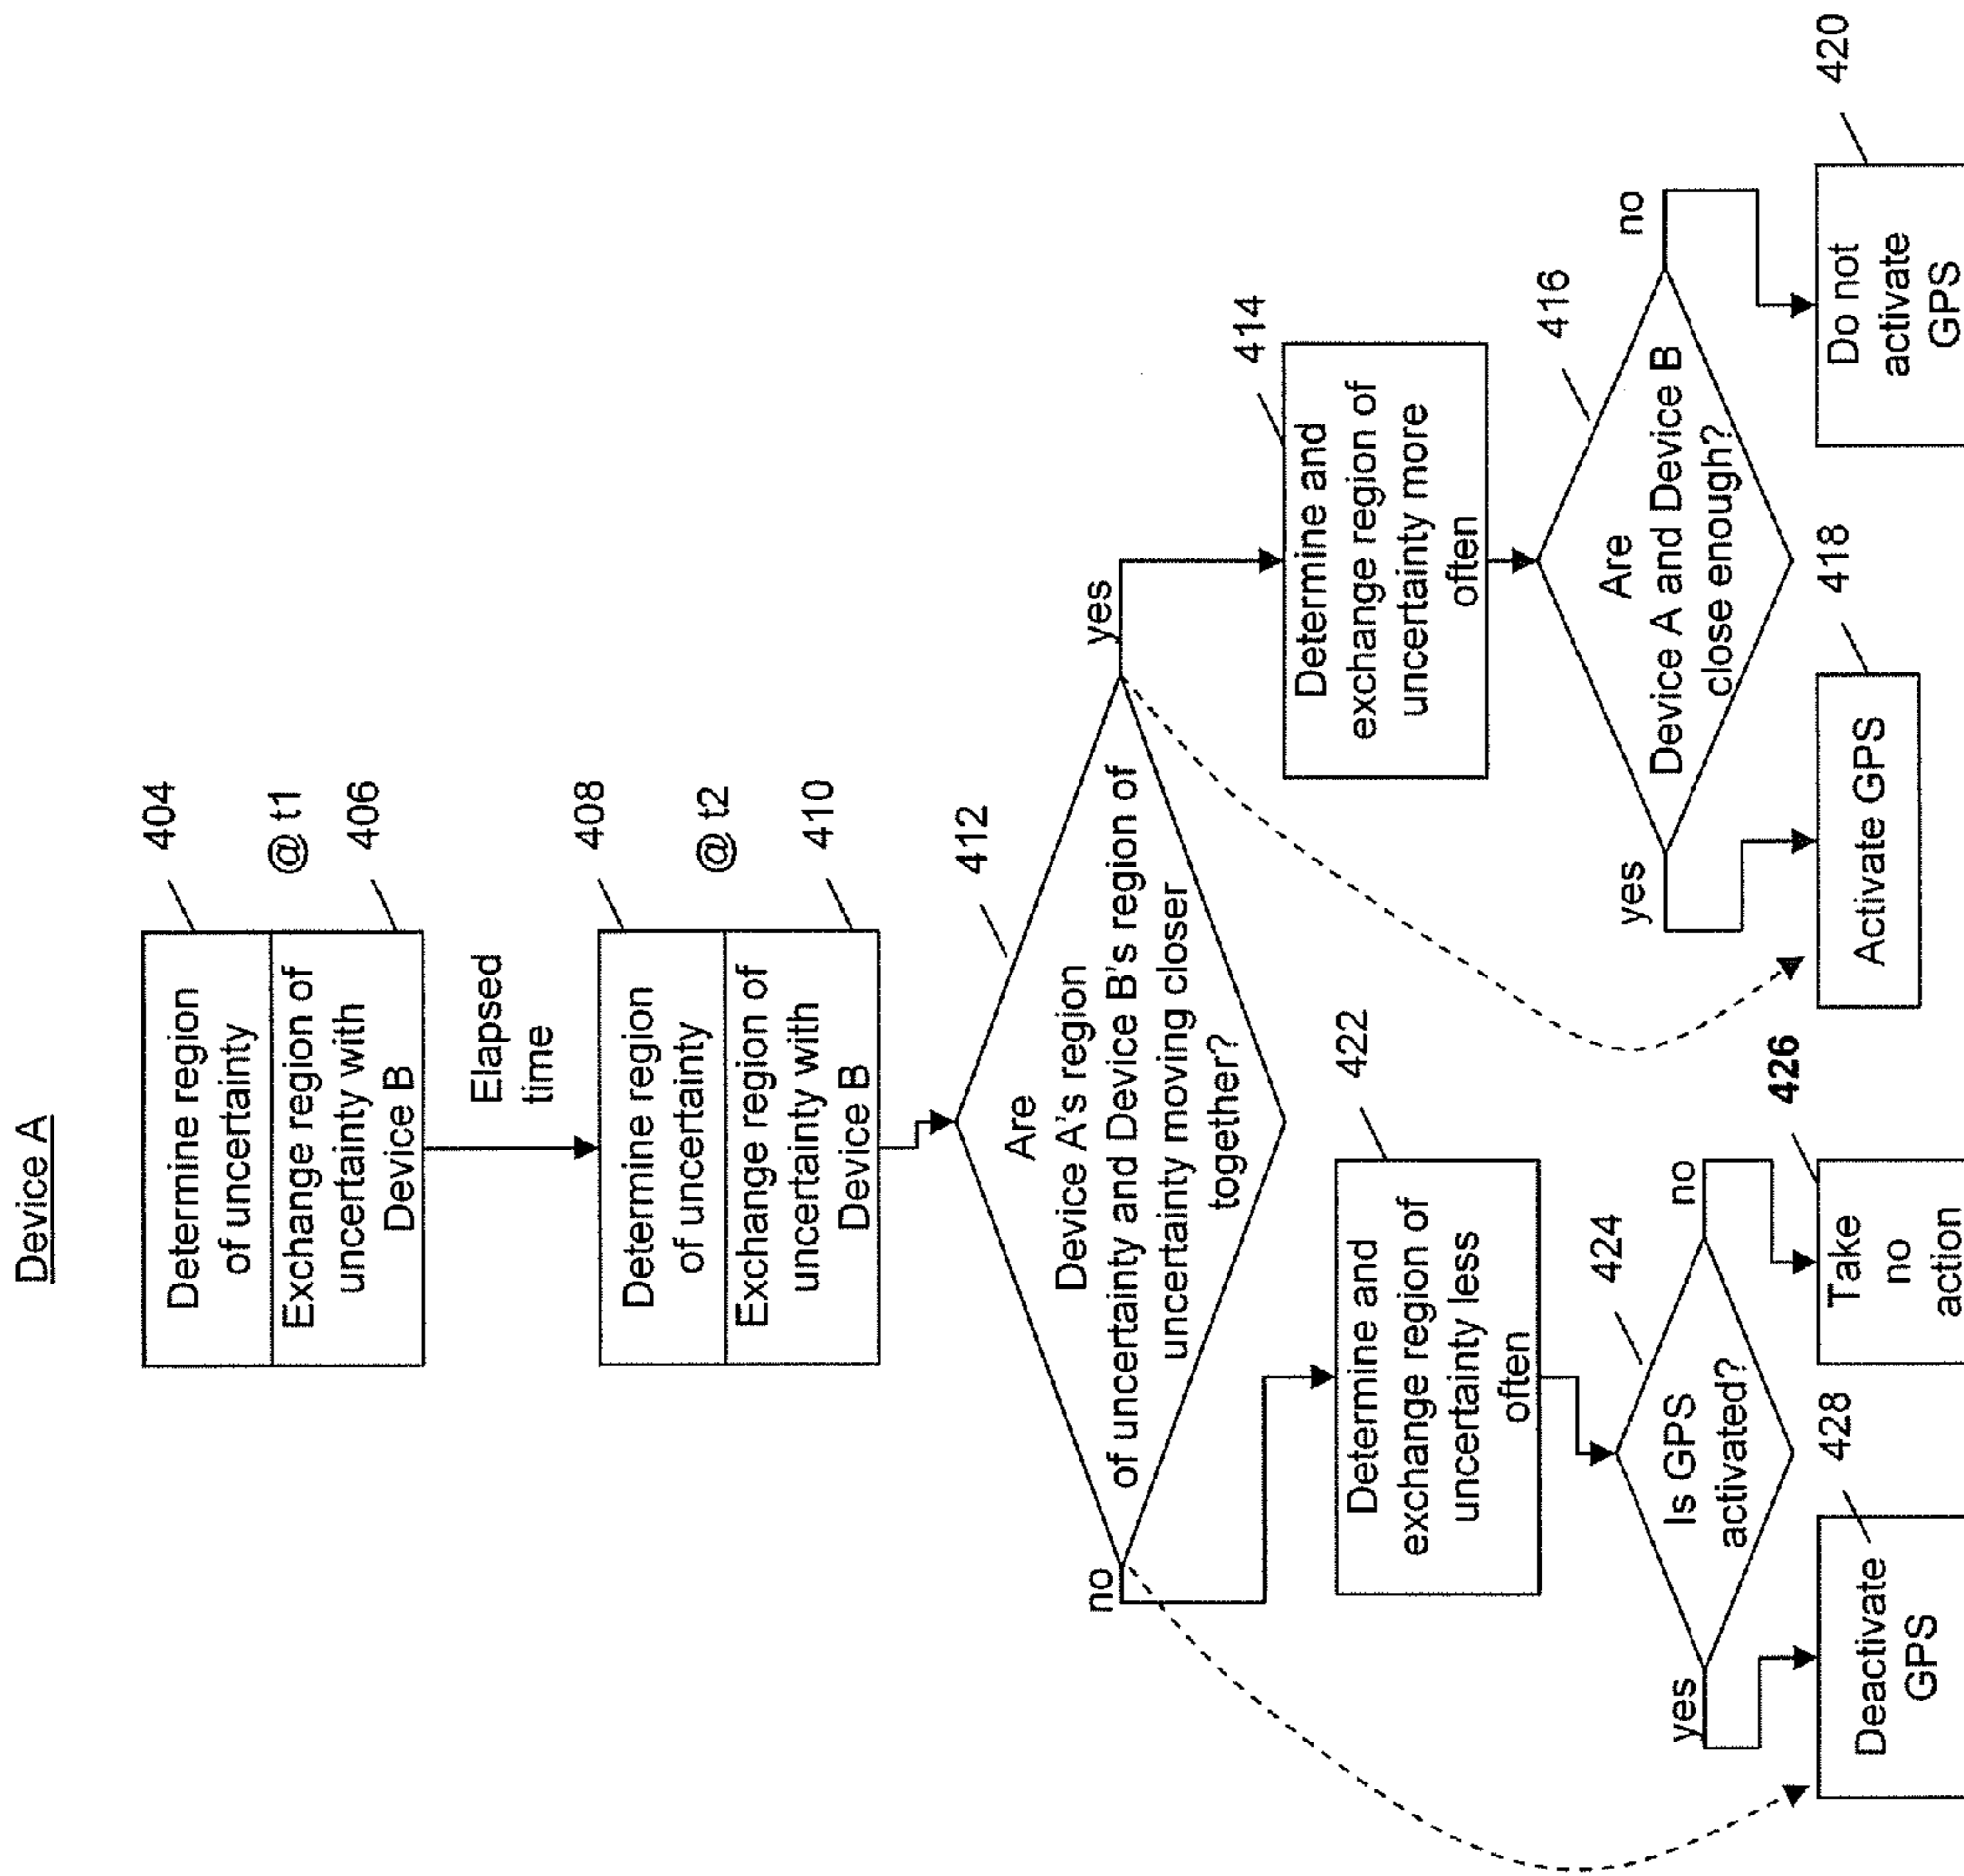 Device A
Determine region
of uncertainty
404
@ t1
Exchange region of
uncertainty with
Device B
406
Elapsed
time
Determine region
of uncertainty
408
@ t2
Exchange region of
uncertainty with
Device B
410
412
Are
Device A's region
of uncertainty and Device B's region of
uncertainty moving closer
together?
no
yes
422
Determine and
exchange region of
uncertainty less
often
414
Determine and
exchange region of
uncertainty more
often
424
Is GPS
activated?
yes
no
416
Are
Device A and Device B
close enough?
yes
no
428
Deactivate
GPS
426
Take
no
action
418
Activate GPS
420
Do not
activate
GPS